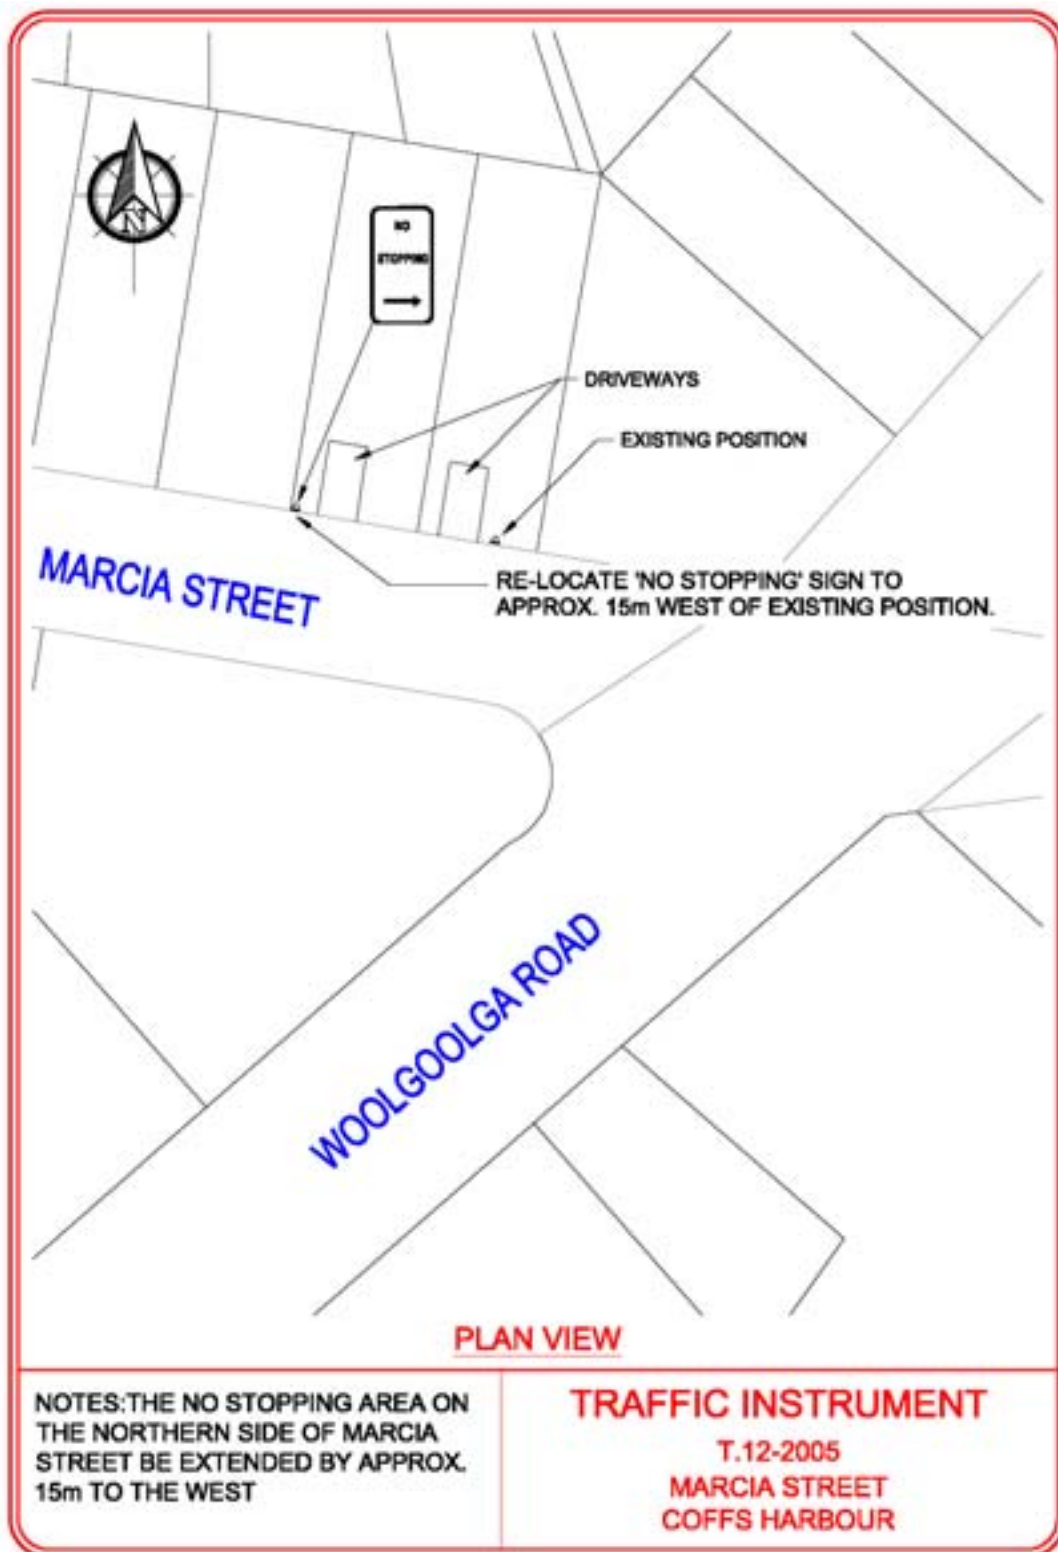 N
NO
STOPPING
DRIVEWAYS
EXISTING POSITION
MARCIA STREET
RE-LOCATE 'NO STOPPING' SIGN TO
APPROX. 15m WEST OF EXISTING POSITION.
WOOLGOOLGA ROAD
PLAN VIEW
NOTES:THE NO STOPPING AREA ON
THE NORTHERN SIDE OF MARCIA
STREET BE EXTENDED BY APPROX.
15m TO THE WEST
TRAFFIC INSTRUMENT
T.12-2005
MARCIA STREET
COFFS HARBOUR